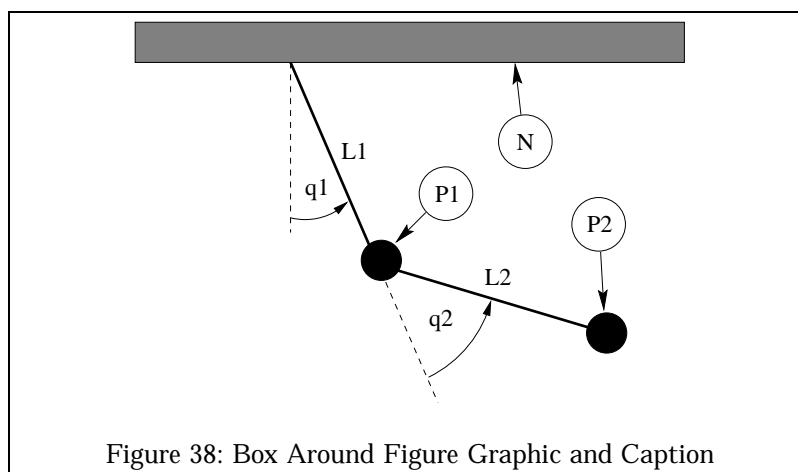 N
L1
q1
P1
P2
L2
q2
Figure 38: Box Around Figure Graphic and Caption